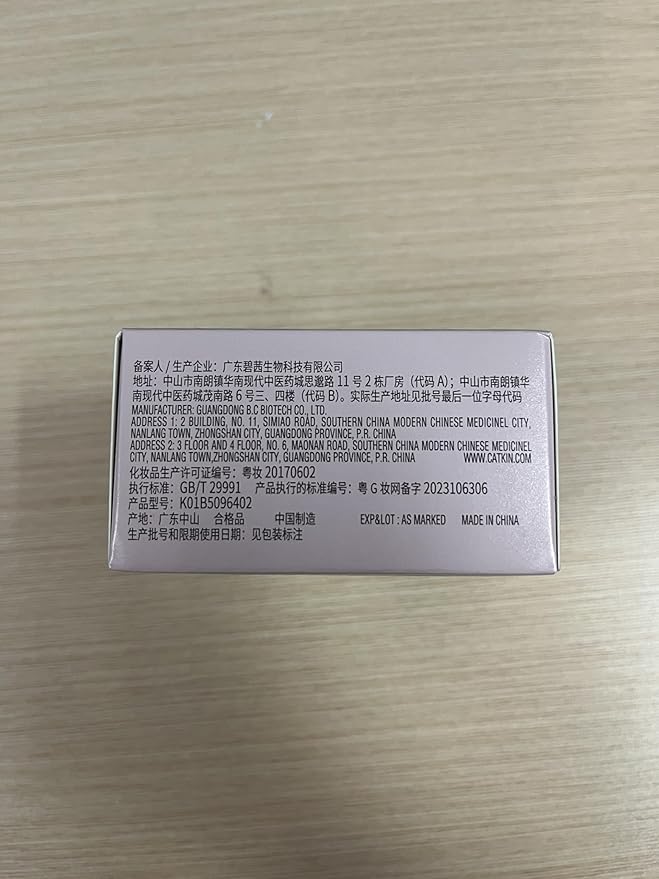 备案人/生产企业：广东碧茜生物科技有限公司
地址：中山市南朗镇华南现代中医药城思邈路 11 号 2 栋厂房（代码 A）；中山市南朗镇华
南现代中医药城茂南路 6 号三、四楼（代码 B）。实际生产地址见批号最后一位字母代码
MANUFACTURER: GUANGDONG B.C BIOTECH CO., LTD.
ADDRESS 1: 2 BUILDING, NO. 11, SIMIAO ROAD, SOUTHERN CHINA MODERN CHINESE MEDICINEL CITY,
NANLANG TOWN, ZHONGSHAN CITY, GUANGDONG PROVINCE, P.R. CHINA
ADDRESS 2: 3 FLOOR AND 4 FLOOR, NO. 6, MAONAN ROAD, SOUTHERN CHINA MODERN CHINESE MEDICINEL
CITY, NANLANG TOWN,ZHONGSHAN CITY, GUANGDONG PROVINCE, P.R. CHINA WWW.CATKIN.COM
化妆品生产许可证编号：粤妆 20170602
执行标准：GB/T 29991 产品执行的标准编号：粤 G 妆网备字 2023106306
产品型号：K01B5096402
产地：广东中山 合格品 中国制造 EXP&LOT : AS MARKED MADE IN CHINA
生产批号和限期使用日期：见包装标注